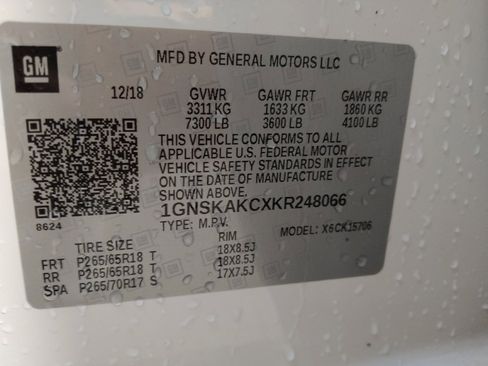 GM
MFD BY GENERAL MOTORS LLC
12/18 GVWR GAWR FRT GAWR RR
3311 KG 1633 KG 1860 KG
7300 LB 3600 LB 4100 LB
THIS VEHICLE CONFORMS TO ALL
APPLICABLE U.S. FEDERAL MOTOR
VEHICLE SAFETY STANDARDS IN
EFFECT ON DATE OF MANUFACTURE
SHOWN ABOVE.
8624
1GNSKAKCXKR248066
TYPE: M.P.V. MODEL: X6CK15706
TIRE SIZE RIM
FRT P265/65R18 T 18X8.5J
RR P265/65R18 T 18X8.5J
SPA P265/70R17 S 17X7.5J